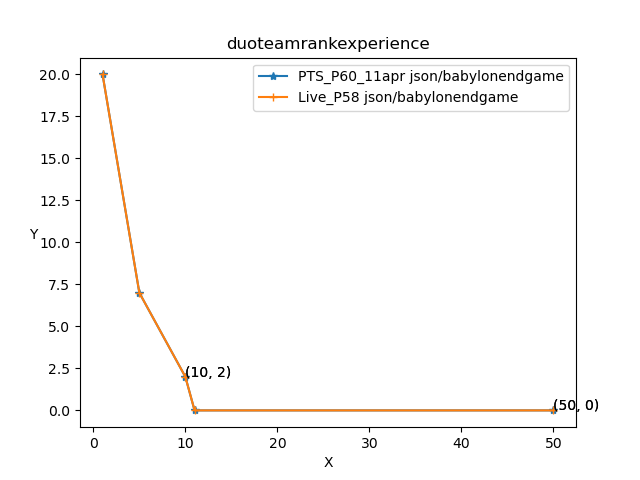 duoteamrankexperience
PTS_P60_11apr json/babylonendgame
Live_P58 json/babylonendgame
Y
20.0
17.5
15.0
12.5
10.0
7.5
5.0
2.5
0.0
(10, 2)
(50, 0)
0 10 20 30 40 50
X